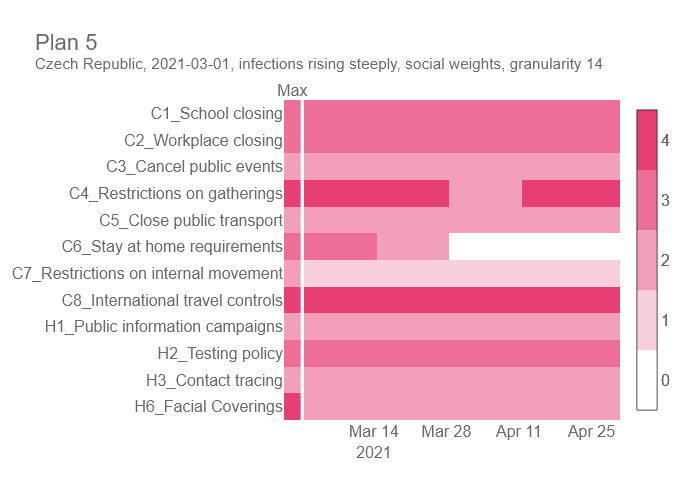 Plan 5
Czech Republic, 2021-03-01, infections rising steeply, social weights, granularity 14
Max
C1_School closing
C2_Workplace closing
C3_Cancel public events
C4_Restrictions on gatherings
C5_Close public transport
C6_Stay at home requirements
C7_Restrictions on internal movement
C8_International travel controls
H1_Public information campaigns
H2_Testing policy
H3_Contact tracing
H6_Facial Coverings
Mar 14 Mar 28 Apr 11 Apr 25
2021
4
3
2
1
0